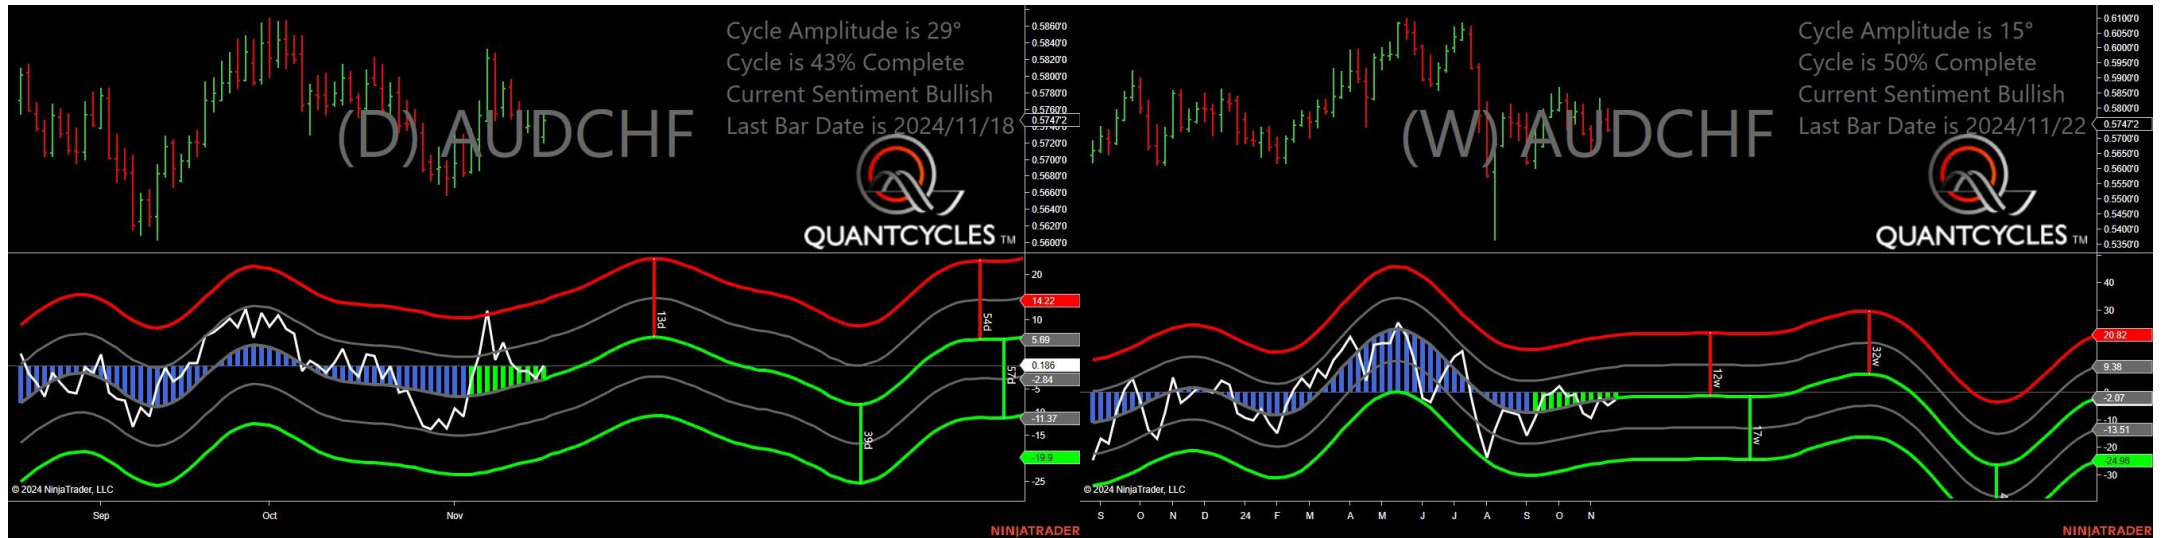 Cycle Amplitude is 29°
Cycle is 43% Complete
Current Sentiment Bullish
Last Bar Date is 2024/11/18
(D) AUDCHF
QUANTCYCLES TM
0.5860'0
0.5840'0
0.5820'0
0.5800'0
0.5780'0
0.5760'0
0.5747'2
0.5720'0
0.5700'0
0.5680'0
0.5660'0
0.5640'0
0.5620'0
0.5600'0
13d
39d
54d
57d
20
14.22
10
5.69
0.186
-2.84
-5
-11.37
-15
-19.9
-25
© 2024 NinjaTrader, LLC
Sep Oct Nov
NINJATRADER
Cycle Amplitude is 15°
Cycle is 50% Complete
Current Sentiment Bullish
Last Bar Date is 2024/11/22
(W) AUDCHF
QUANTCYCLES TM
0.6100'0
0.6050'0
0.6000'0
0.5950'0
0.5900'0
0.5850'0
0.5800'0
0.5747'2
0.5700'0
0.5650'0
0.5600'0
0.5550'0
0.5500'0
0.5450'0
0.5400'0
0.5350'0
12w
17w
32w
40
30
20.82
9.38
-2.07
-10
-13.51
-20
-24.96
-30
© 2024 NinjaTrader, LLC
S O N D 24 F M A M J J A S O N
NINJATRADER